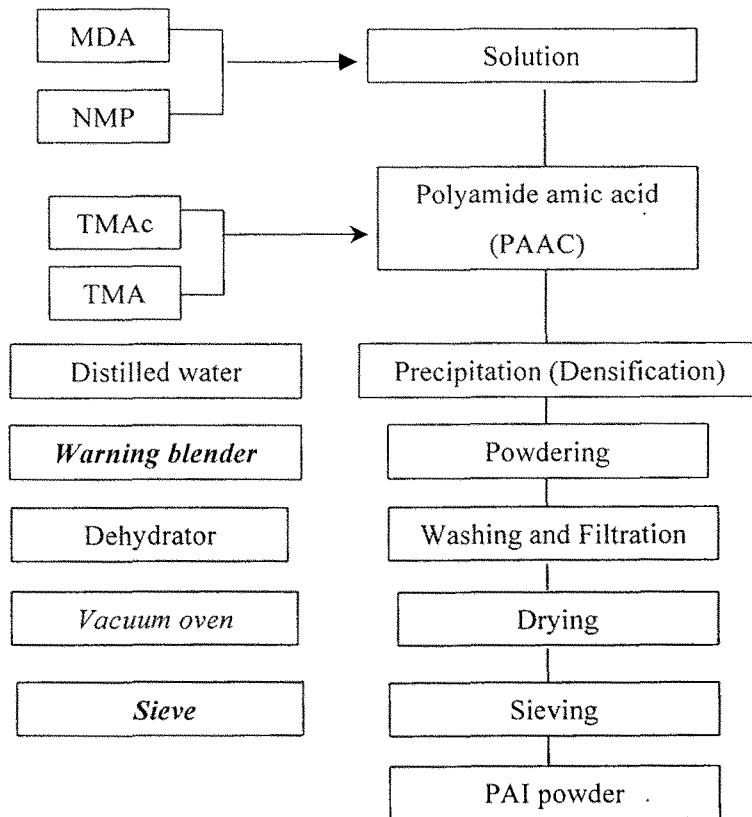 MDA
Solution
NMP
Polyamide amic acid
(PAAC)
TMAc
TMA
Distilled water
Precipitation (Densification)
Warning blender
Powdering
Dehydrator
Washing and Filtration
Vacuum oven
Drying
Sieve
Sieving
PAI powder